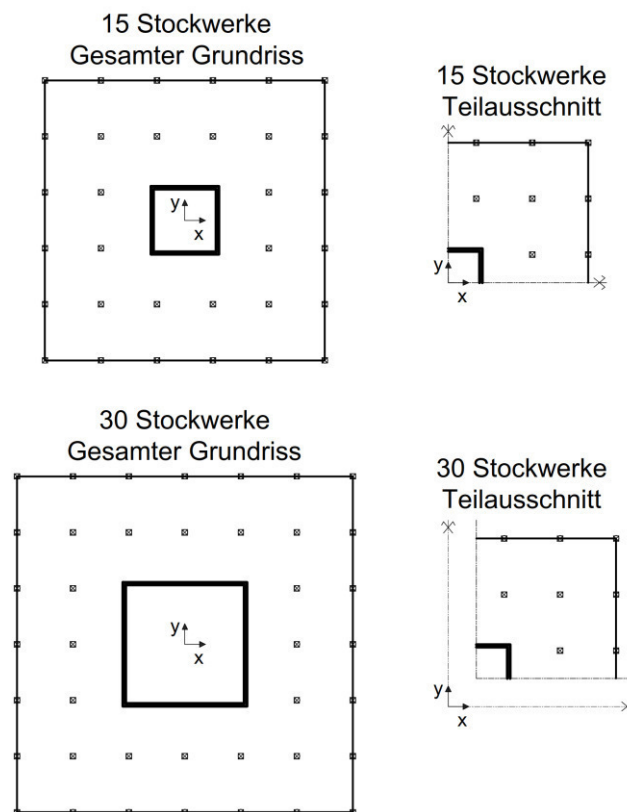 15 Stockwerke
Gesamter Grundriss
y
x
15 Stockwerke
Teilausschnitt
y
x
30 Stockwerke
Gesamter Grundriss
y
x
30 Stockwerke
Teilausschnitt
y
x